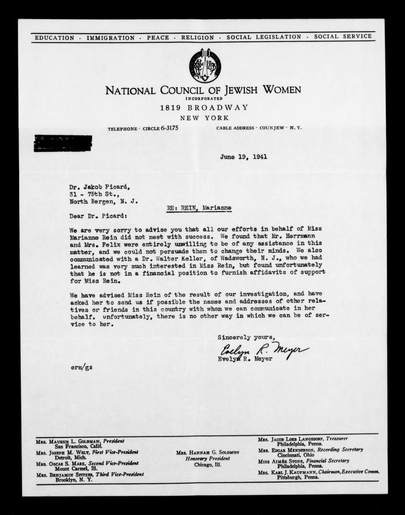 EDUCATION · IMMIGRATION · PEACE · RELIGION · SOCIAL LEGISLATION · SOCIAL SERVICE
NATIONAL COUNCIL OF JEWISH WOMEN
INCORPORATED
1819 BROADWAY
NEW YORK
TELEPHONE · CIRCLE 6-3175
CABLE ADDRESS · COUNJEW · N. Y.
June 19, 1941
Dr. Jakob Picard,
31 - 75th St.,
North Bergen, N. J.
RE: REIN, Marianne
Dear Dr. Picard:
We are very sorry to advise you that all our efforts in behalf of Miss
Marianne Rein did not meet with success. We found that Mr. Herrmann
and Mrs. Felix were entirely unwilling to be of any assistance in this
matter, and we could not persuade them to change their minds. We also
communicated with a Dr. Walter Keller, of Wadsworth, N. J., who we had
learned was very much interested in Miss Rein, but found unfortunately
that he is not in a financial position to furnish affidavits of support
for Miss Rein.
We have advised Miss Rein of the result of our investigation, and have
asked her to send us if possible the names and addresses of other rela-
tives or friends in this country with whom we can communicate in her
behalf. unfortunately, there is no other way in which we can be of ser-
vice to her.
Sincerely yours,
Evelyn R. Meyer
Evelyn R. Meyer
erm/gz
MRS. MAURICE L. GOLDMAN, President
San Francisco, Calif.
MRS. JOSEPH M. WELT, First Vice-President
Detroit, Mich.
MRS. OSCAR S. MARX, Second Vice-President
Mount Carmel, Ill.
MRS. BENJAMIN SPITZER, Third Vice-President
Brooklyn, N. Y.
MRS. HANNAH G. SOLOMON
Honorary President
Chicago, Ill.
MRS. JACOB LOEB LANGSDORF, Treasurer
Philadelphia, Penna.
MRS. EDGAR MENDERSON, Recording Secretary
Cincinnati, Ohio
MISS AIMÉE STURE, Financial Secretary
Philadelphia, Penna.
MRS. KARL J. KAUFMANN, Chairman, Executive Comm.
Pittsburgh, Penna.